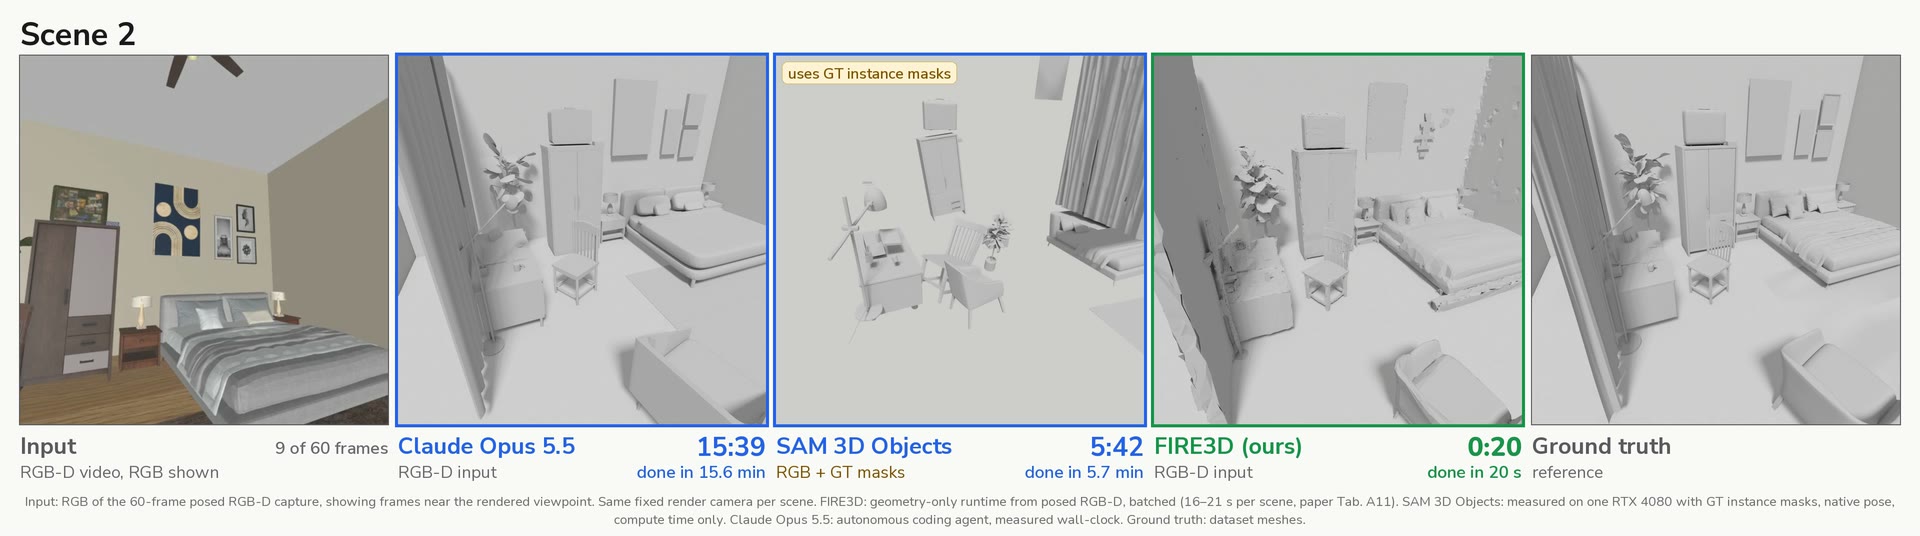 Scene 2
uses GT instance masks
Input 9 of 60 frames
RGB-D video, RGB shown
Claude Opus 5.5 15:39
RGB-D input done in 15.6 min
SAM 3D Objects 5:42
RGB + GT masks done in 5.7 min
FIRE3D (ours) 0:20
RGB-D input done in 20 s
Ground truth
reference
Input: RGB of the 60-frame posed RGB-D capture, showing frames near the rendered viewpoint. Same fixed render camera per scene. FIRE3D: geometry-only runtime from posed RGB-D, batched (16–21 s per scene, paper Tab. A11). SAM 3D Objects: measured on one RTX 4080 with GT instance masks, native pose,
compute time only. Claude Opus 5.5: autonomous coding agent, measured wall-clock. Ground truth: dataset meshes.